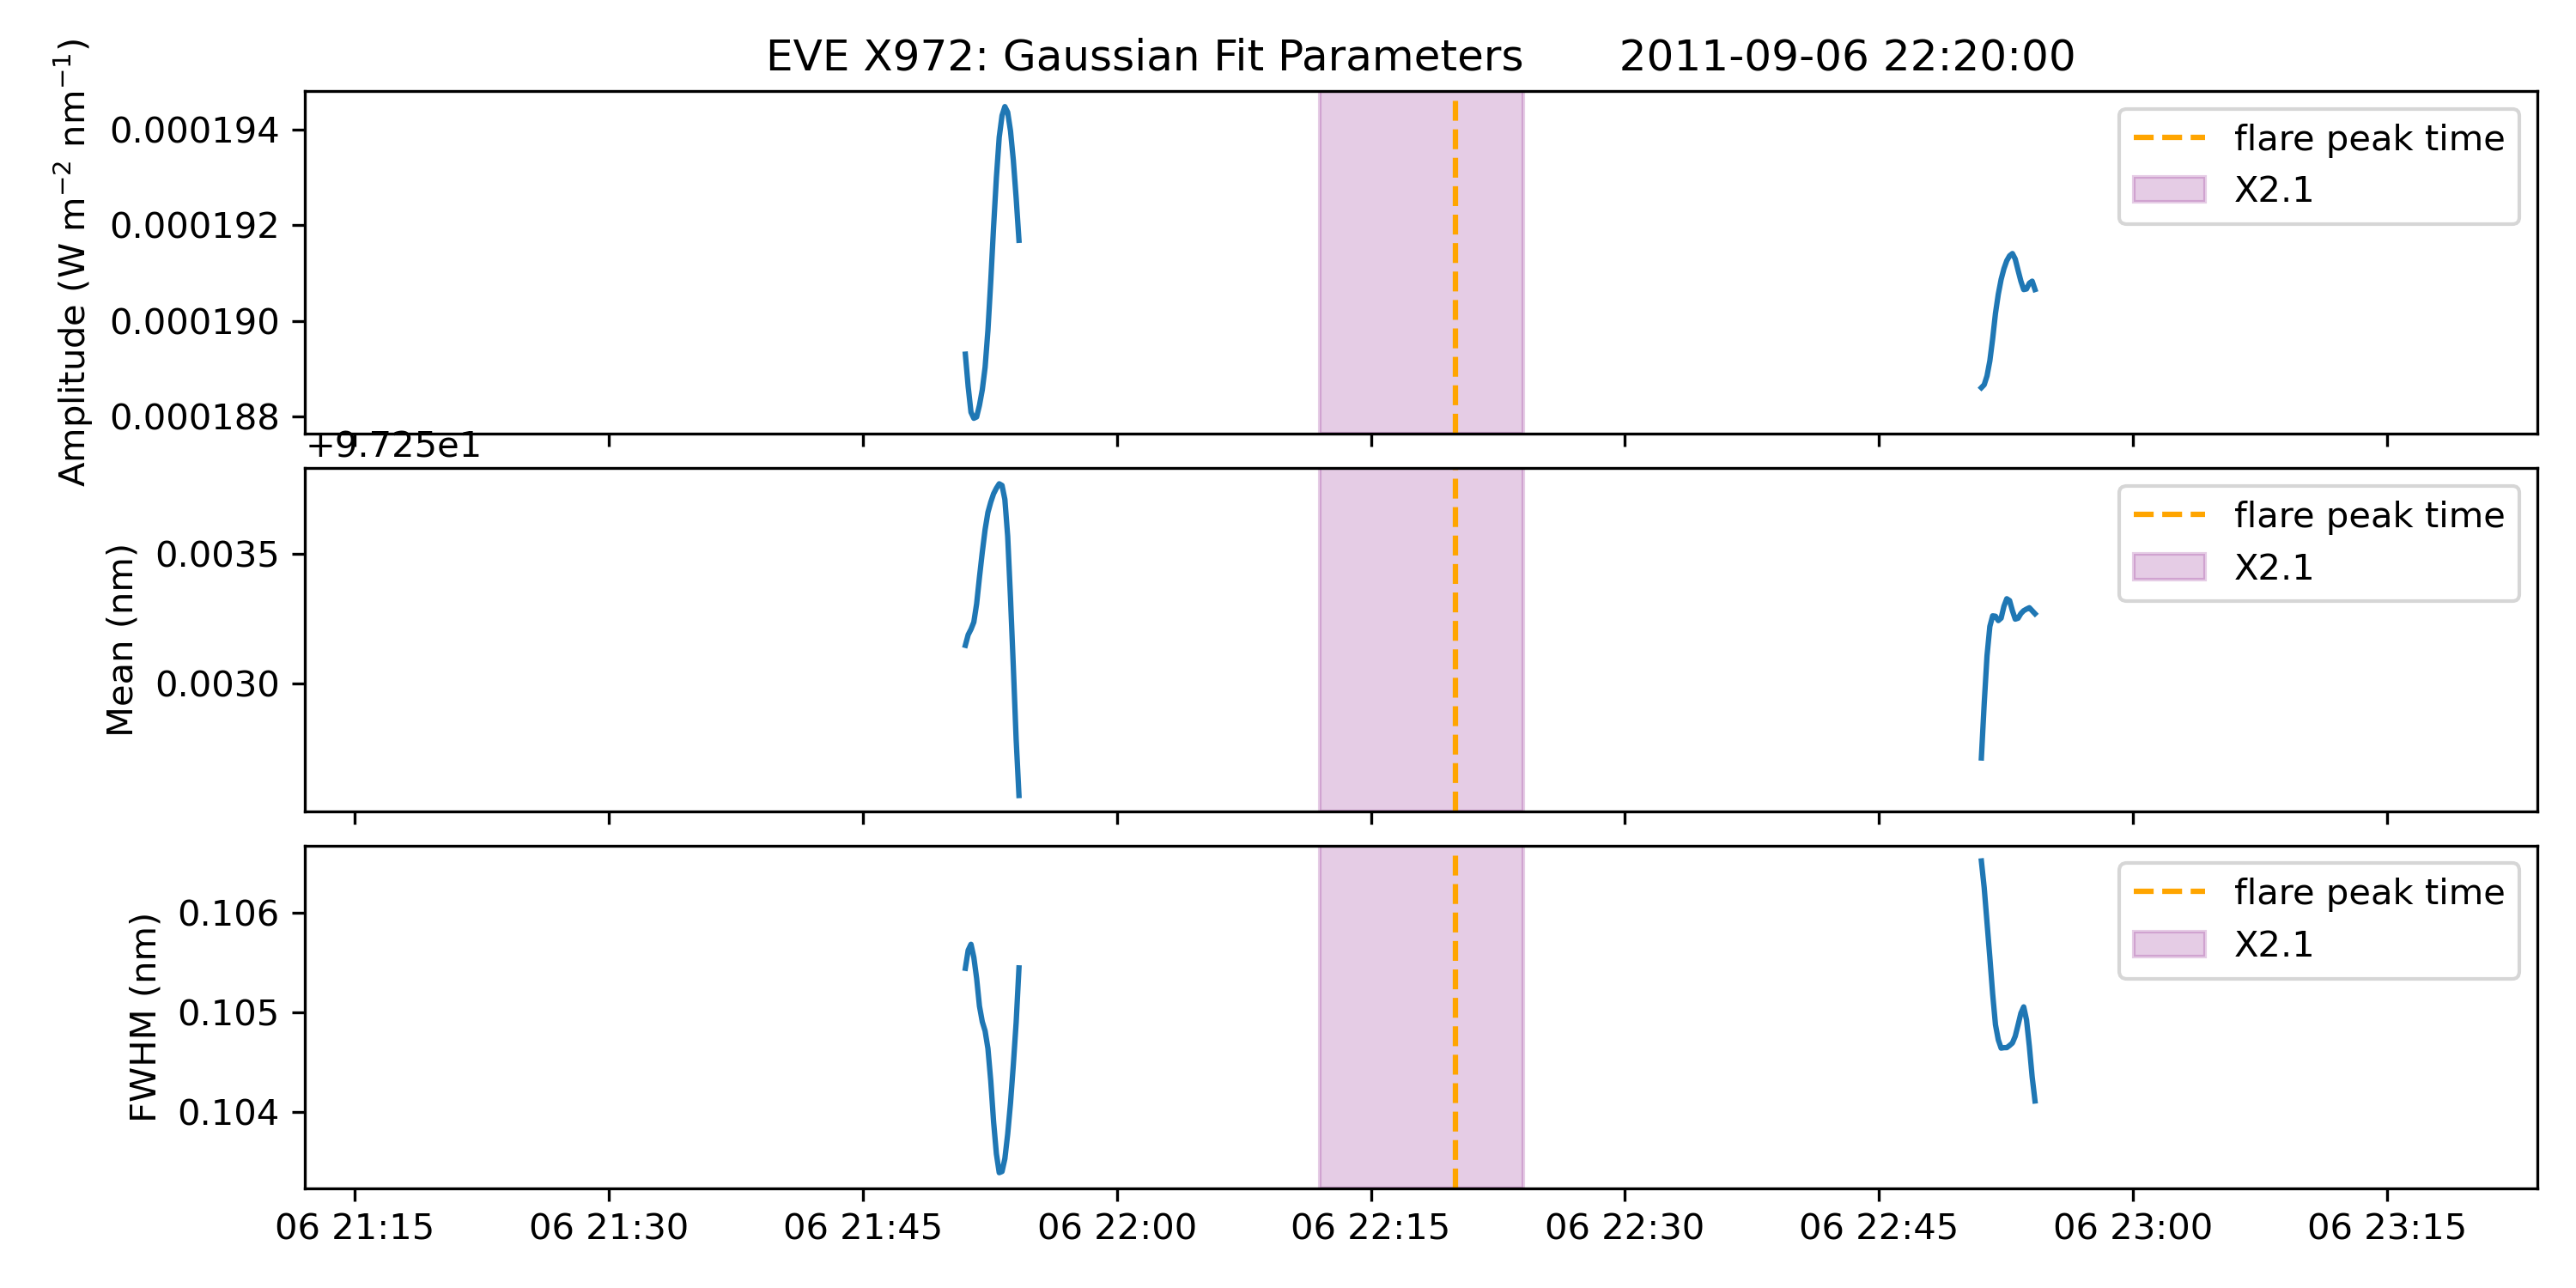 EVE X972: Gaussian Fit Parameters 2011-09-06 22:20:00
Amplitude (W m⁻² nm⁻¹)
0.000194
0.000192
0.000190
0.000188
flare peak time
X2.1
+9.725e1
Mean (nm)
0.0035
0.0030
flare peak time
X2.1
FWHM (nm)
0.106
0.105
0.104
flare peak time
X2.1
06 21:15 06 21:30 06 21:45 06 22:00 06 22:15 06 22:30 06 22:45 06 23:00 06 23:15